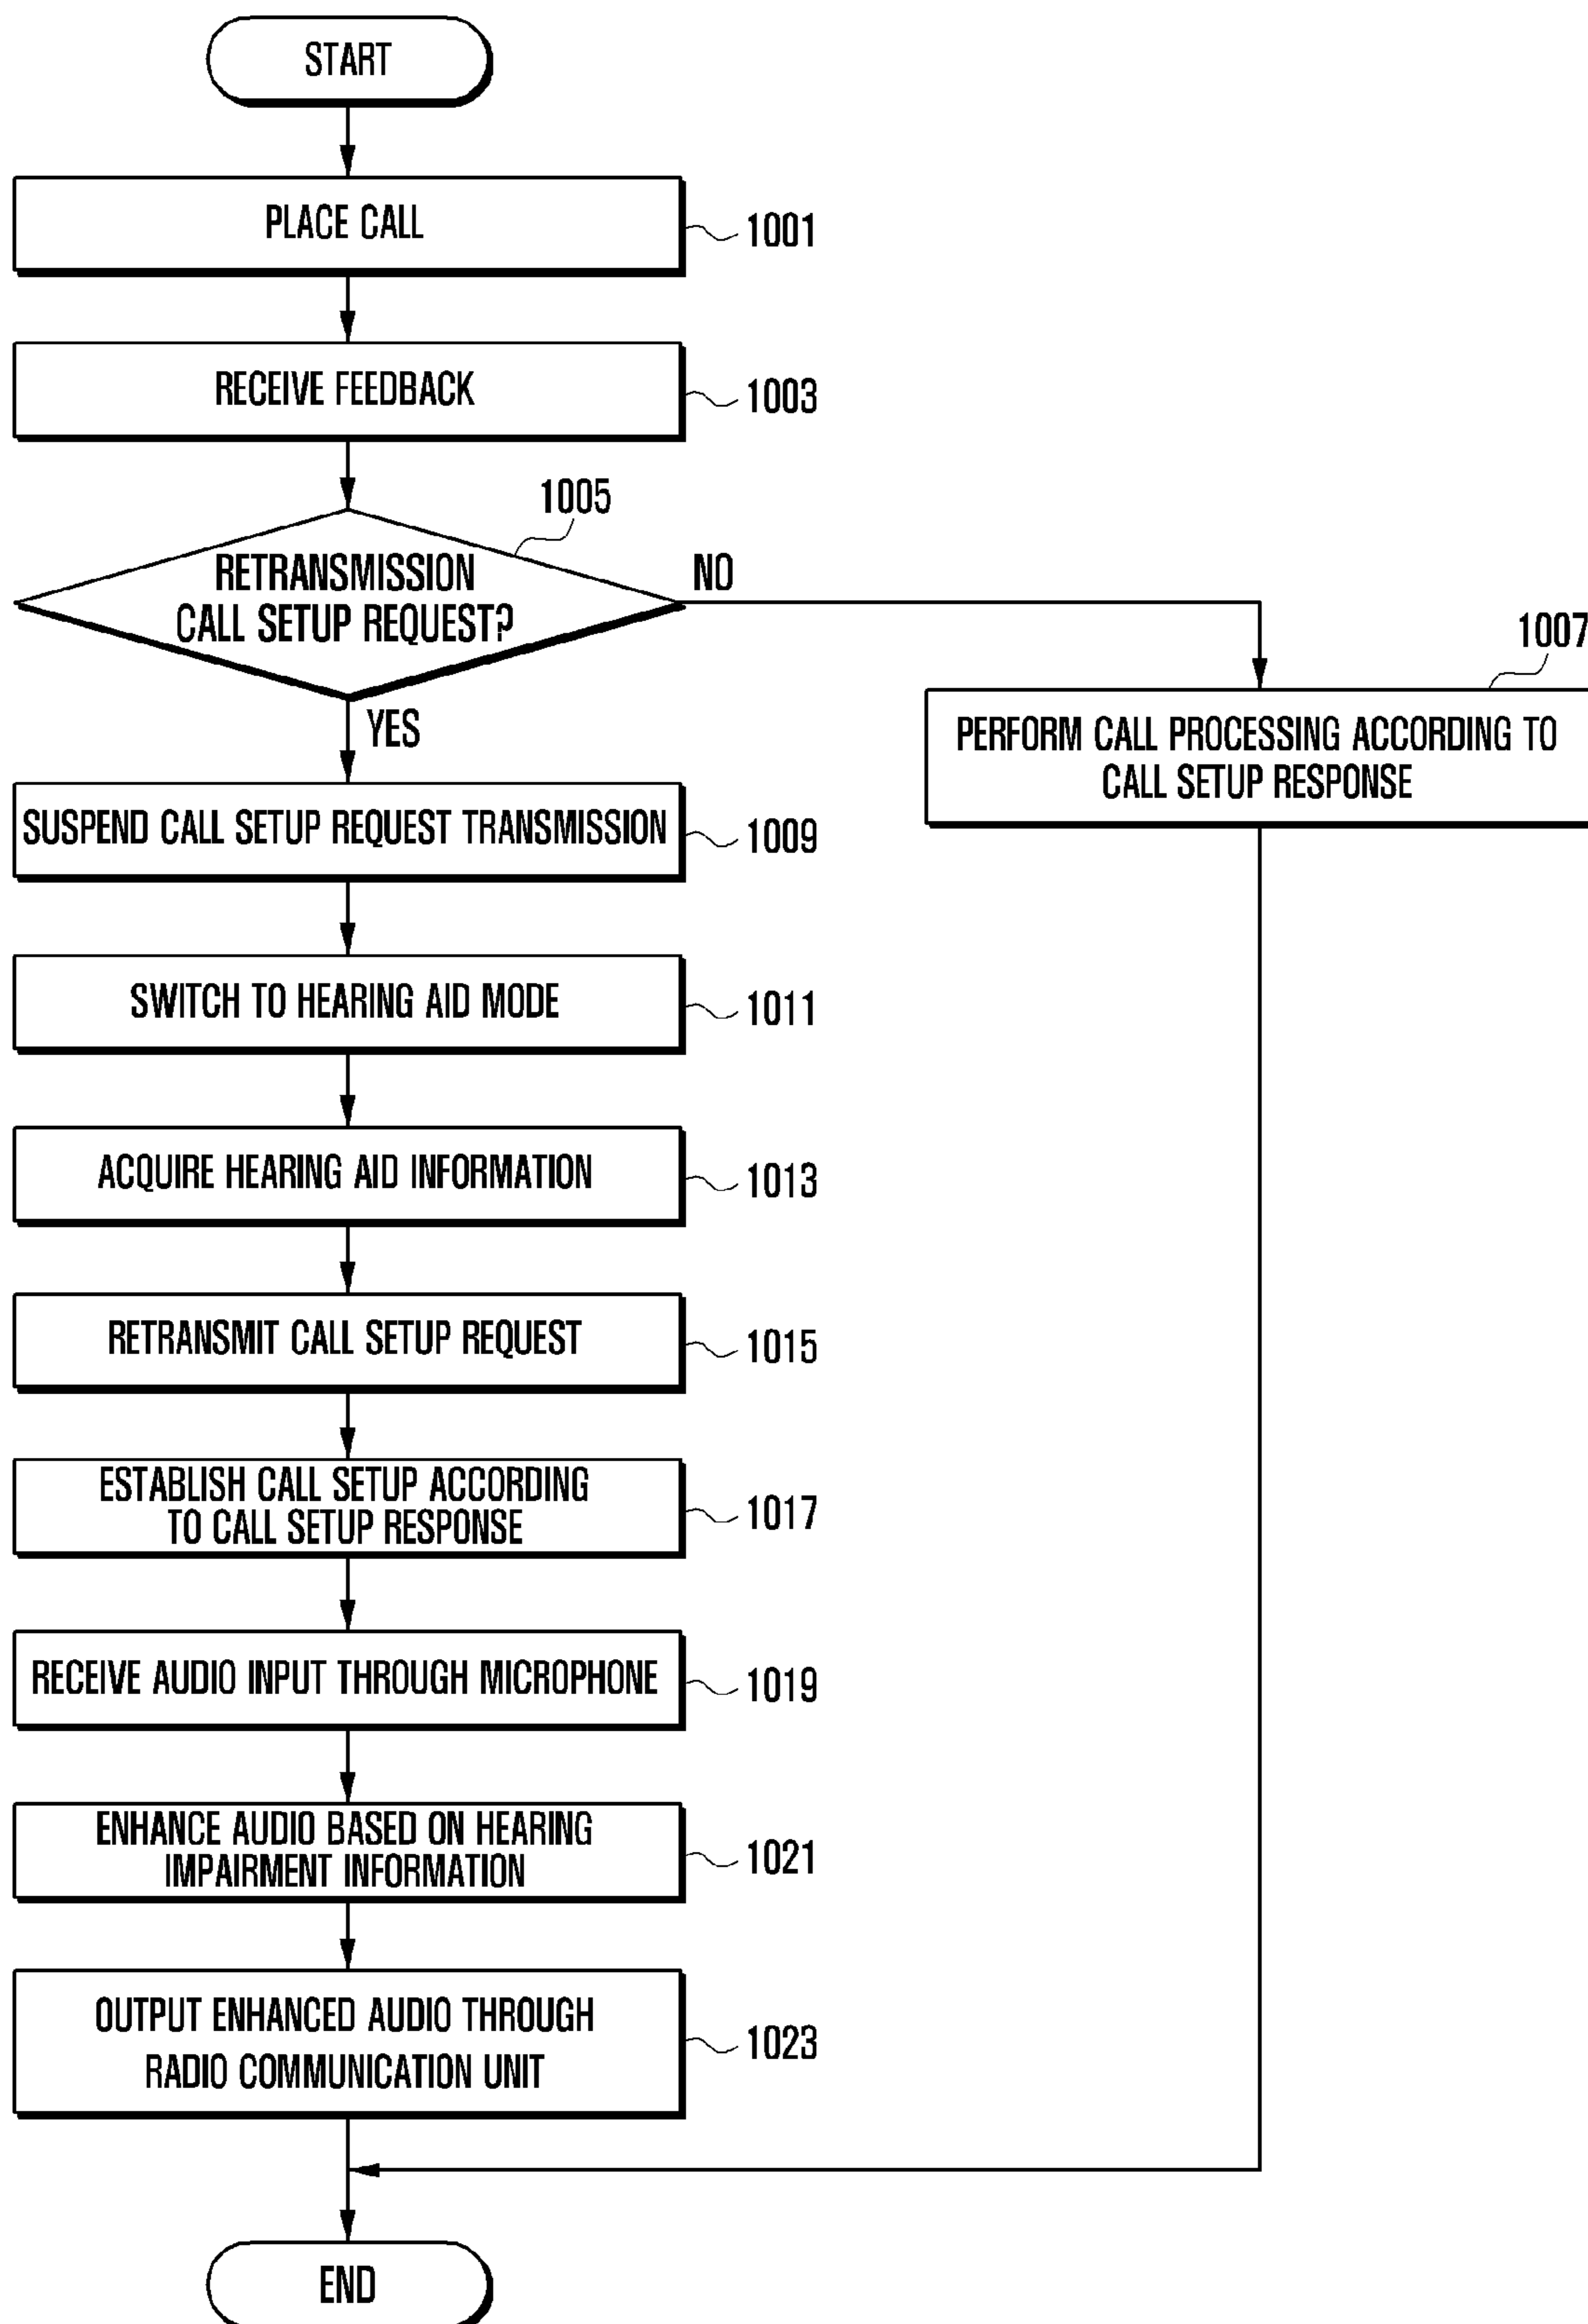 START
PLACE CALL
1001
RECEIVE FEEDBACK
1003
1005
RETRANSMISSION
CALL SETUP REQUEST?
NO
YES
1007
PERFORM CALL PROCESSING ACCORDING TO
CALL SETUP RESPONSE
SUSPEND CALL SETUP REQUEST TRANSMISSION
1009
SWITCH TO HEARING AID MODE
1011
ACQUIRE HEARING AID INFORMATION
1013
RETRANSMIT CALL SETUP REQUEST
1015
ESTABLISH CALL SETUP ACCORDING
TO CALL SETUP RESPONSE
1017
RECEIVE AUDIO INPUT THROUGH MICROPHONE
1019
ENHANCE AUDIO BASED ON HEARING
IMPAIRMENT INFORMATION
1021
OUTPUT ENHANCED AUDIO THROUGH
RADIO COMMUNICATION UNIT
1023
END